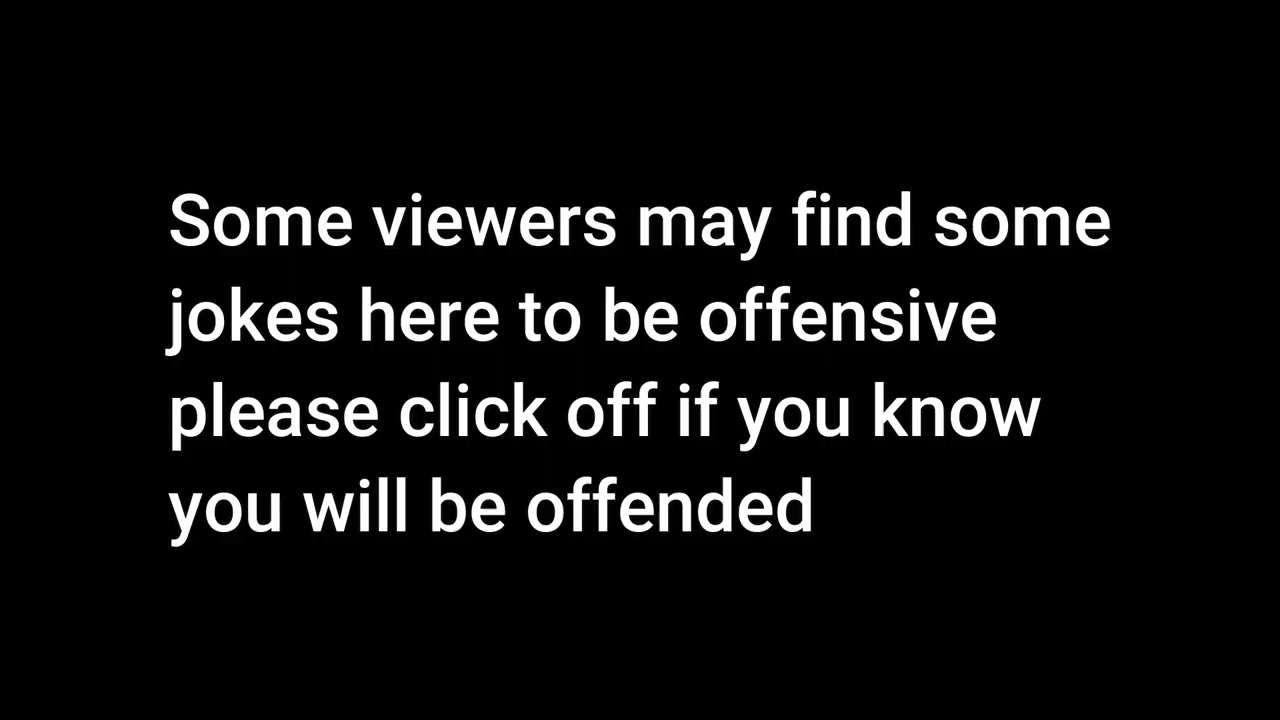 Some viewers may find some
jokes here to be offensive
please click off if you know
you will be offended